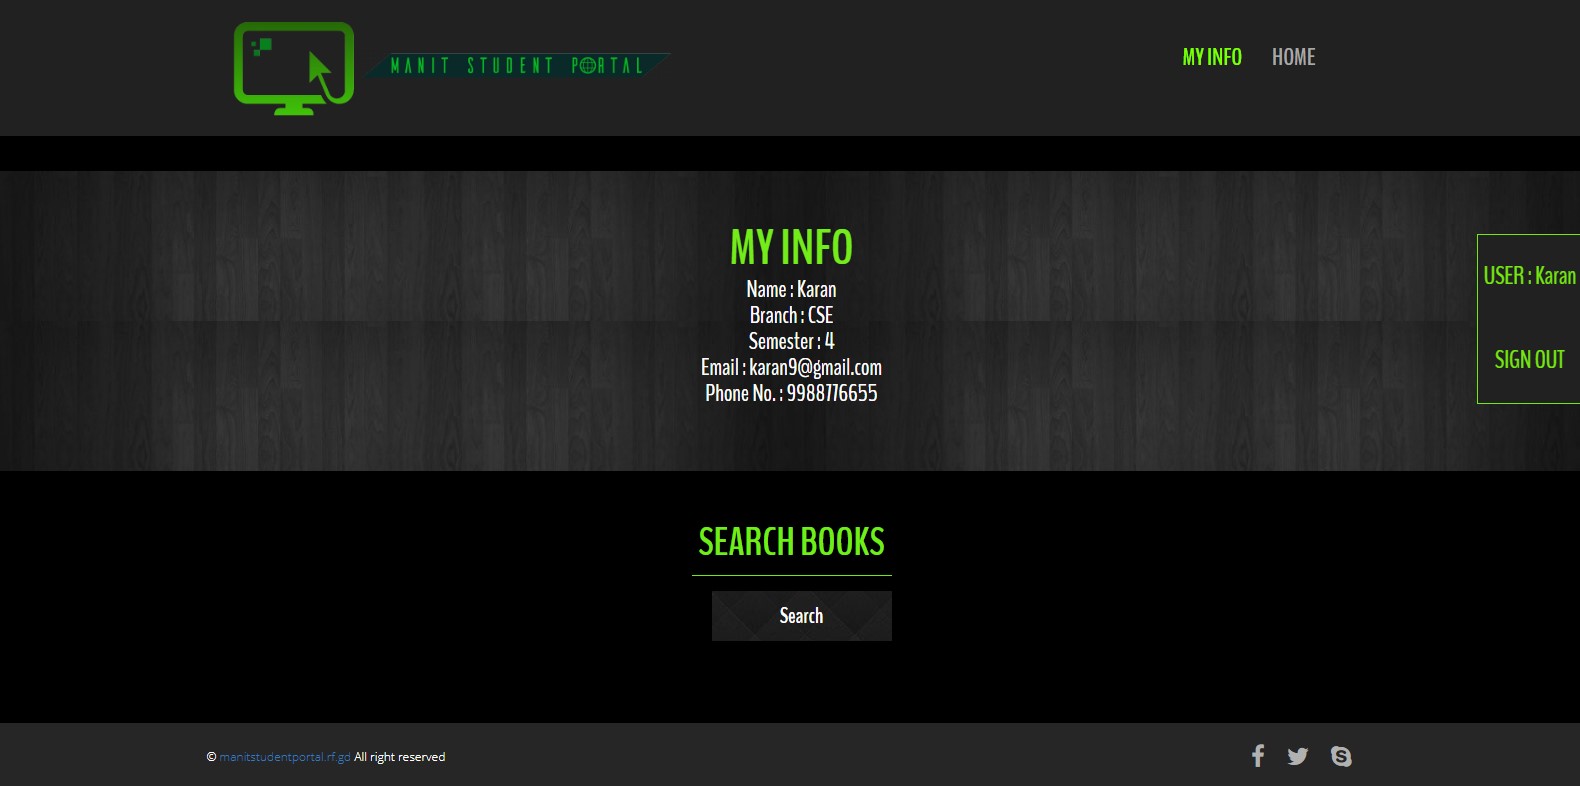 MANIT STUDENT PORTAL
MY INFO HOME
MY INFO
Name : Karan
Branch : CSE
Semester : 4
Email : karan9@gmail.com
Phone No. : 9988776655
USER : Karan
SIGN OUT
SEARCH BOOKS
Search
© manitstudentportal.rf.gd All right reserved